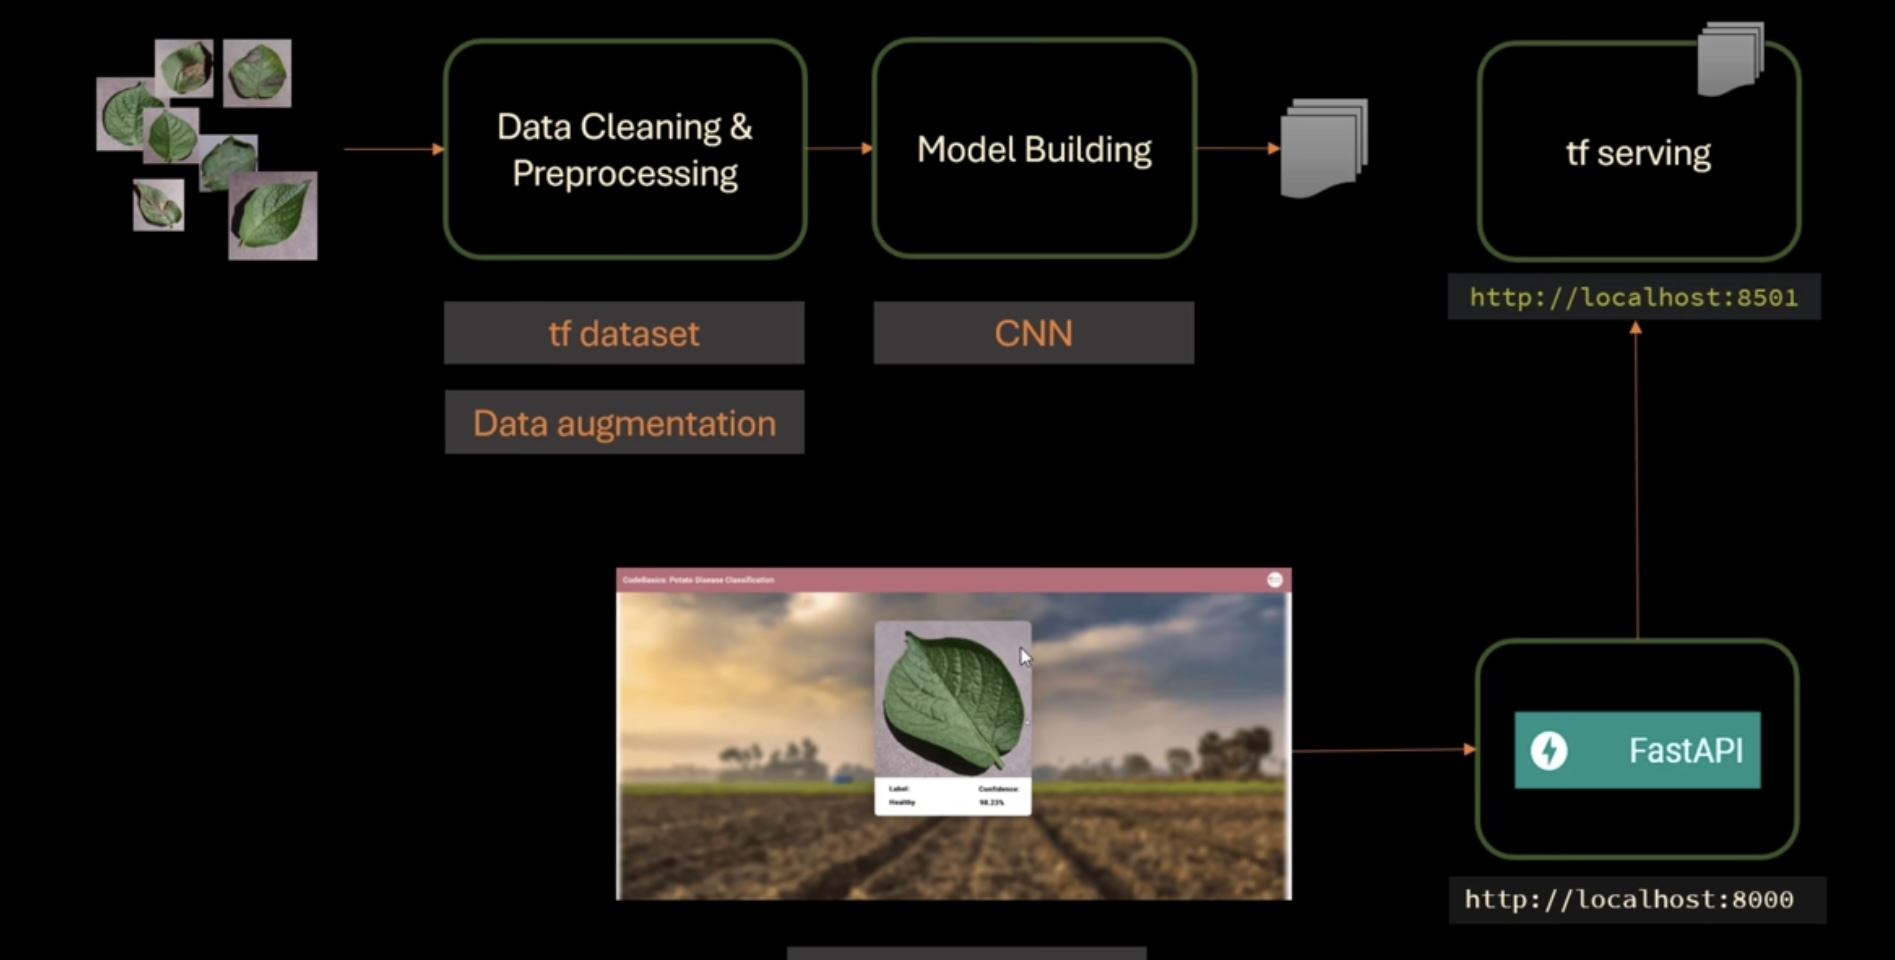 Data Cleaning &
Preprocessing
Model Building
tf serving
http://localhost:8501
tf dataset
CNN
Data augmentation
CodeBasics: Potato Disease Classification
Label:
Confidence:
Healthy
98.23%
FastAPI
http://localhost:8000